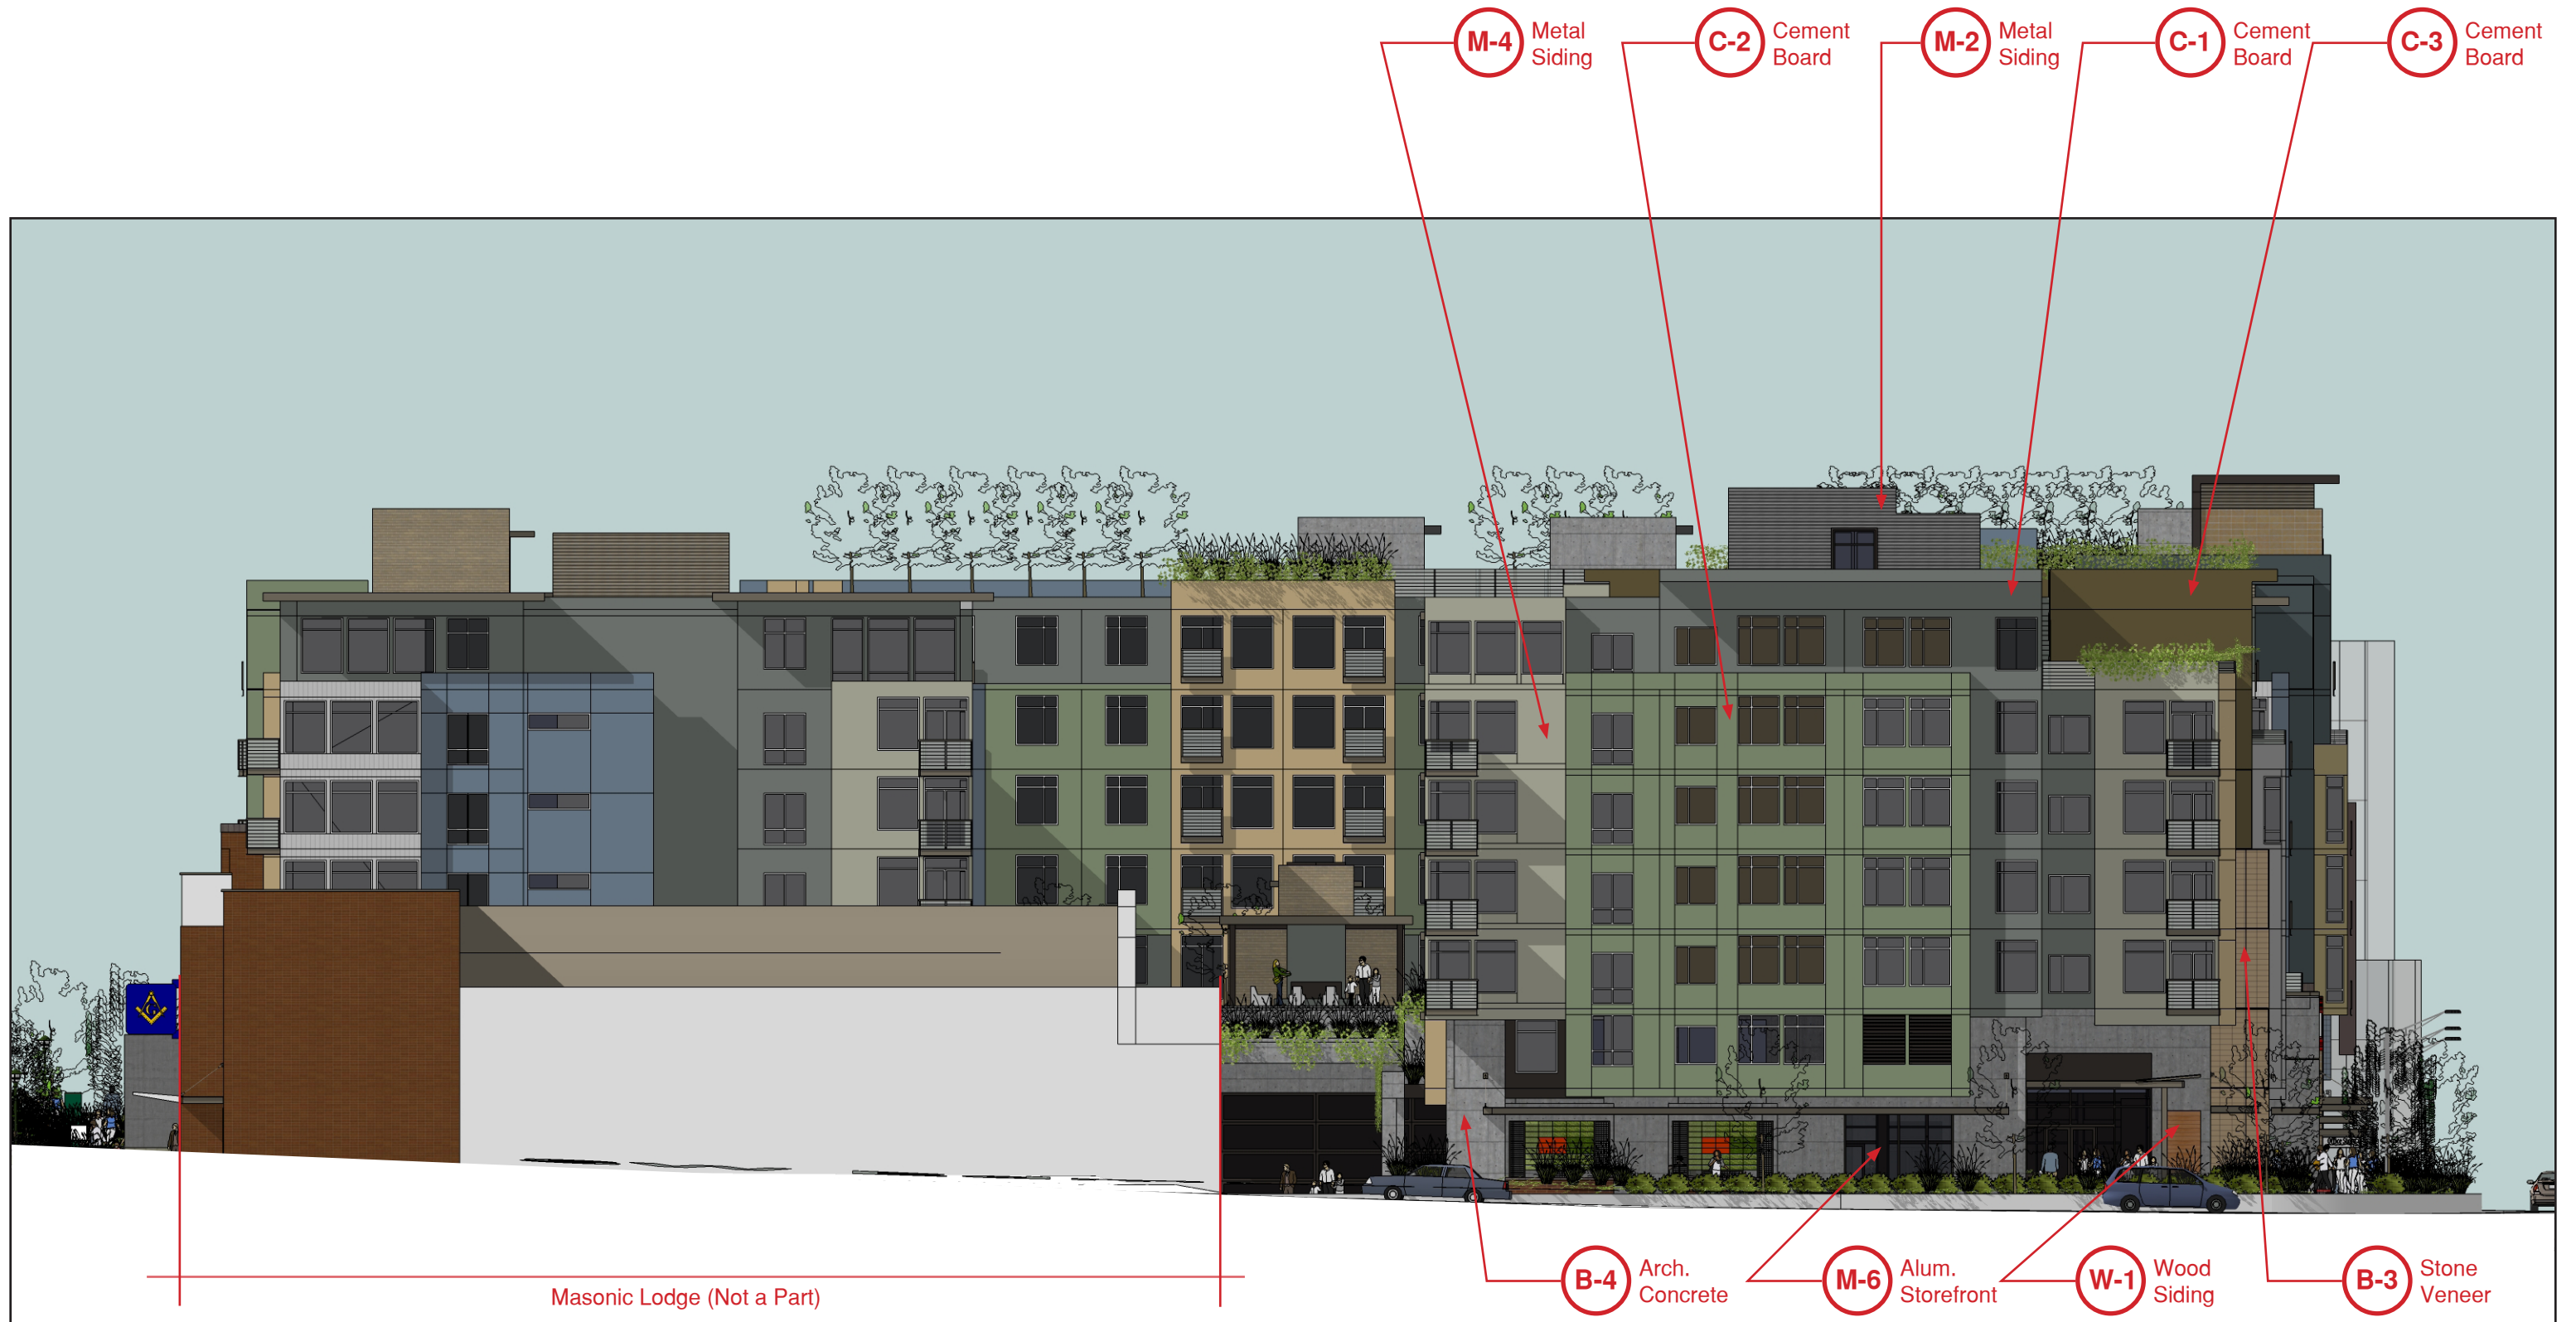 M-4 Metal Siding
C-2 Cement Board
M-2 Metal Siding
C-1 Cement Board
C-3 Cement Board
G
B-4 Arch. Concrete
M-6 Alum. Storefront
W-1 Wood Siding
B-3 Stone Veneer
Masonic Lodge (Not a Part)